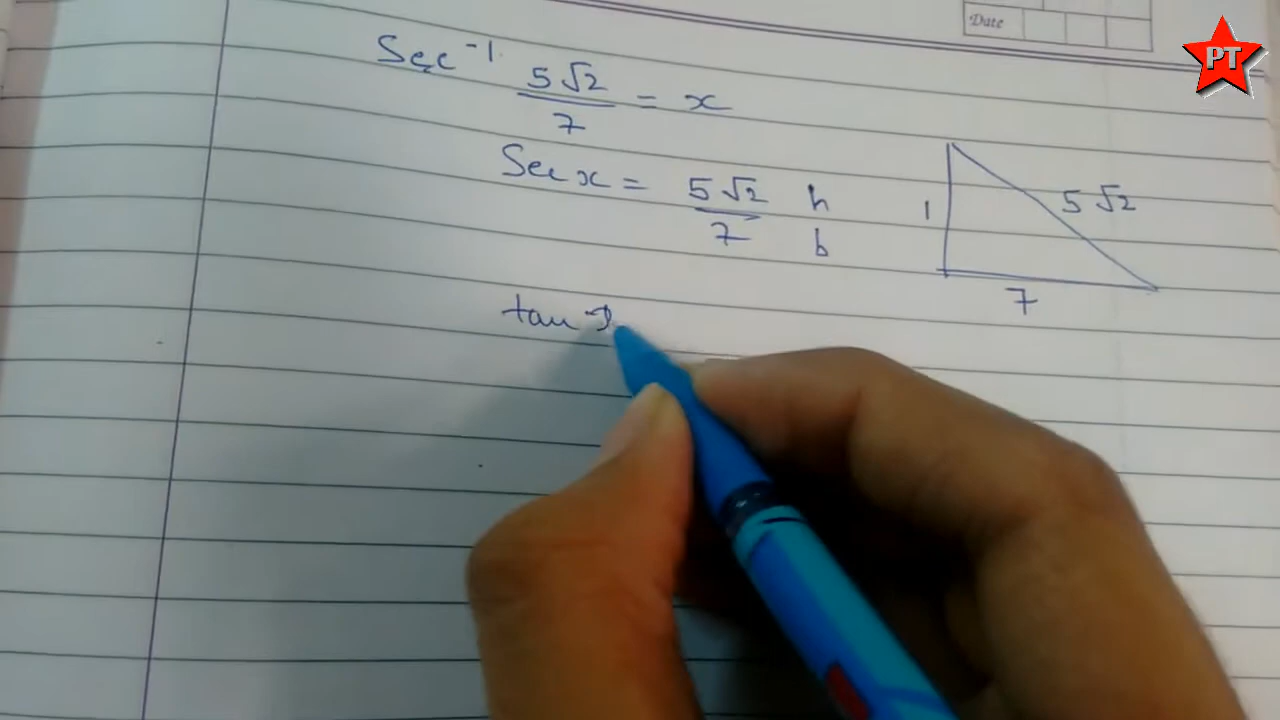 Date
PT
Sec⁻¹ 5√2/7 = x
Sec x = 5√2/7 h/b
1
5√2
7
tan x